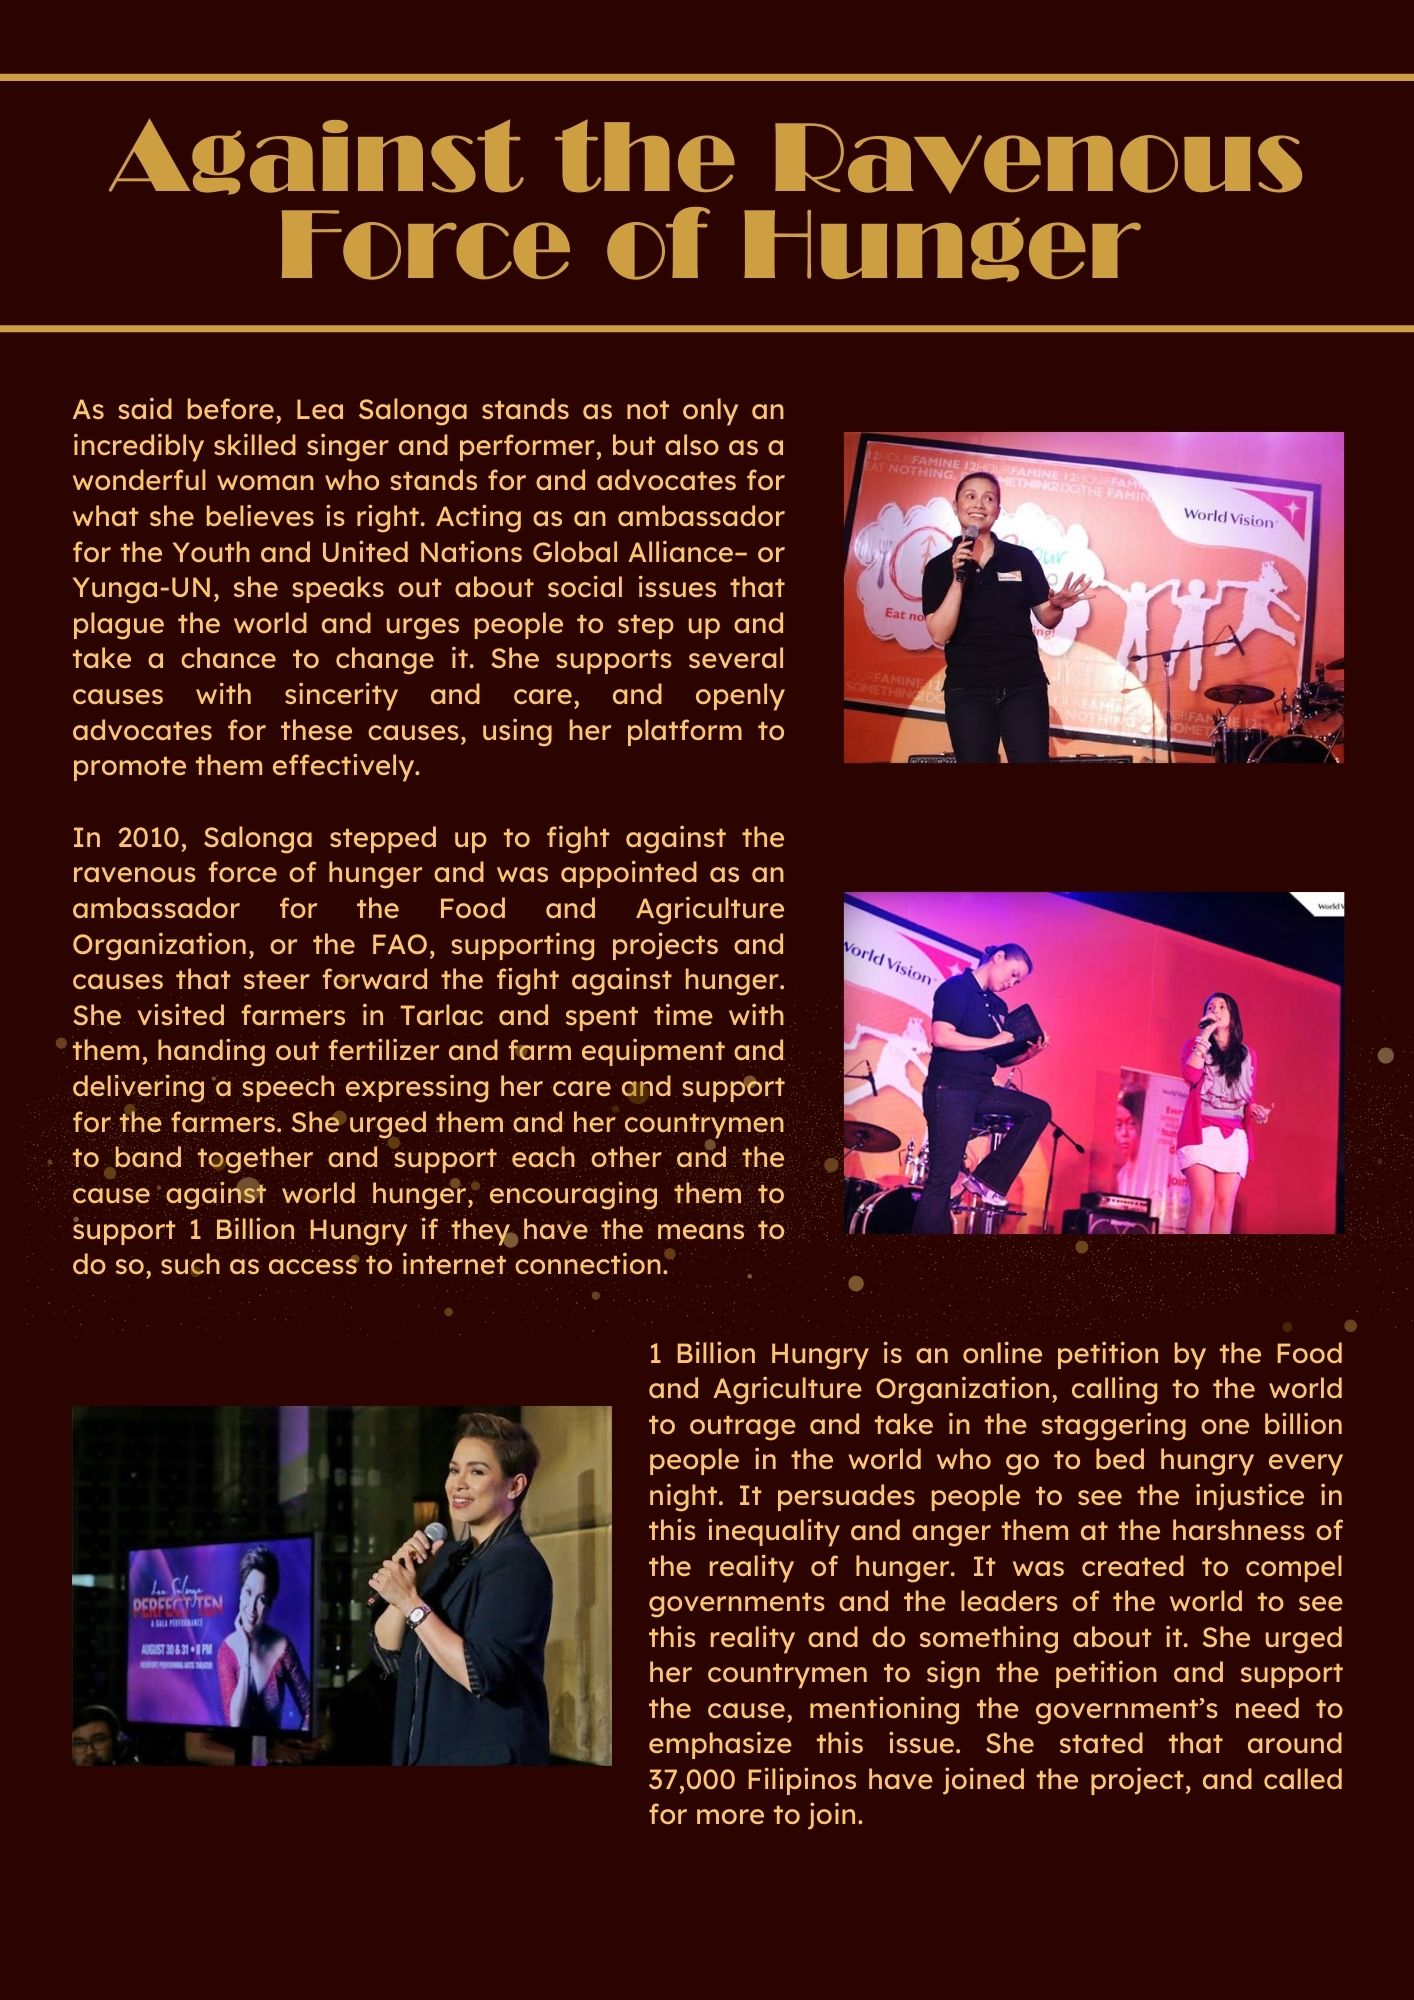 Against the Ravenous
Force of Hunger
As said before, Lea Salonga stands as not only an
incredibly skilled singer and performer, but also as a
wonderful woman who stands for and advocates for
what she believes is right. Acting as an ambassador
for the Youth and United Nations Global Alliance– or
Yunga-UN, she speaks out about social issues that
plague the world and urges people to step up and
take a chance to change it. She supports several
causes with sincerity and care, and openly
advocates for these causes, using her platform to
promote them effectively.
In 2010, Salonga stepped up to fight against the
ravenous force of hunger and was appointed as an
ambassador for the Food and Agriculture
Organization, or the FAO, supporting projects and
causes that steer forward the fight against hunger.
She visited farmers in Tarlac and spent time with
them, handing out fertilizer and farm equipment and
delivering a speech expressing her care and support
for the farmers. She urged them and her countrymen
to band together and support each other and the
cause against world hunger, encouraging them to
support 1 Billion Hungry if they have the means to
do so, such as access to internet connection.
World Vision
Eat no
World Vision
1 Billion Hungry is an online petition by the Food
and Agriculture Organization, calling to the world
to outrage and take in the staggering one billion
people in the world who go to bed hungry every
night. It persuades people to see the injustice in
this inequality and anger them at the harshness of
the reality of hunger. It was created to compel
governments and the leaders of the world to see
this reality and do something about it. She urged
her countrymen to sign the petition and support
the cause, mentioning the government’s need to
emphasize this issue. She stated that around
37,000 Filipinos have joined the project, and called
for more to join.
Lea Salonga
PERFECT TEN
A GALA PERFORMANCE
AUGUST 30 & 31 • 8 PM
NEWPORT PERFORMING ARTS THEATER